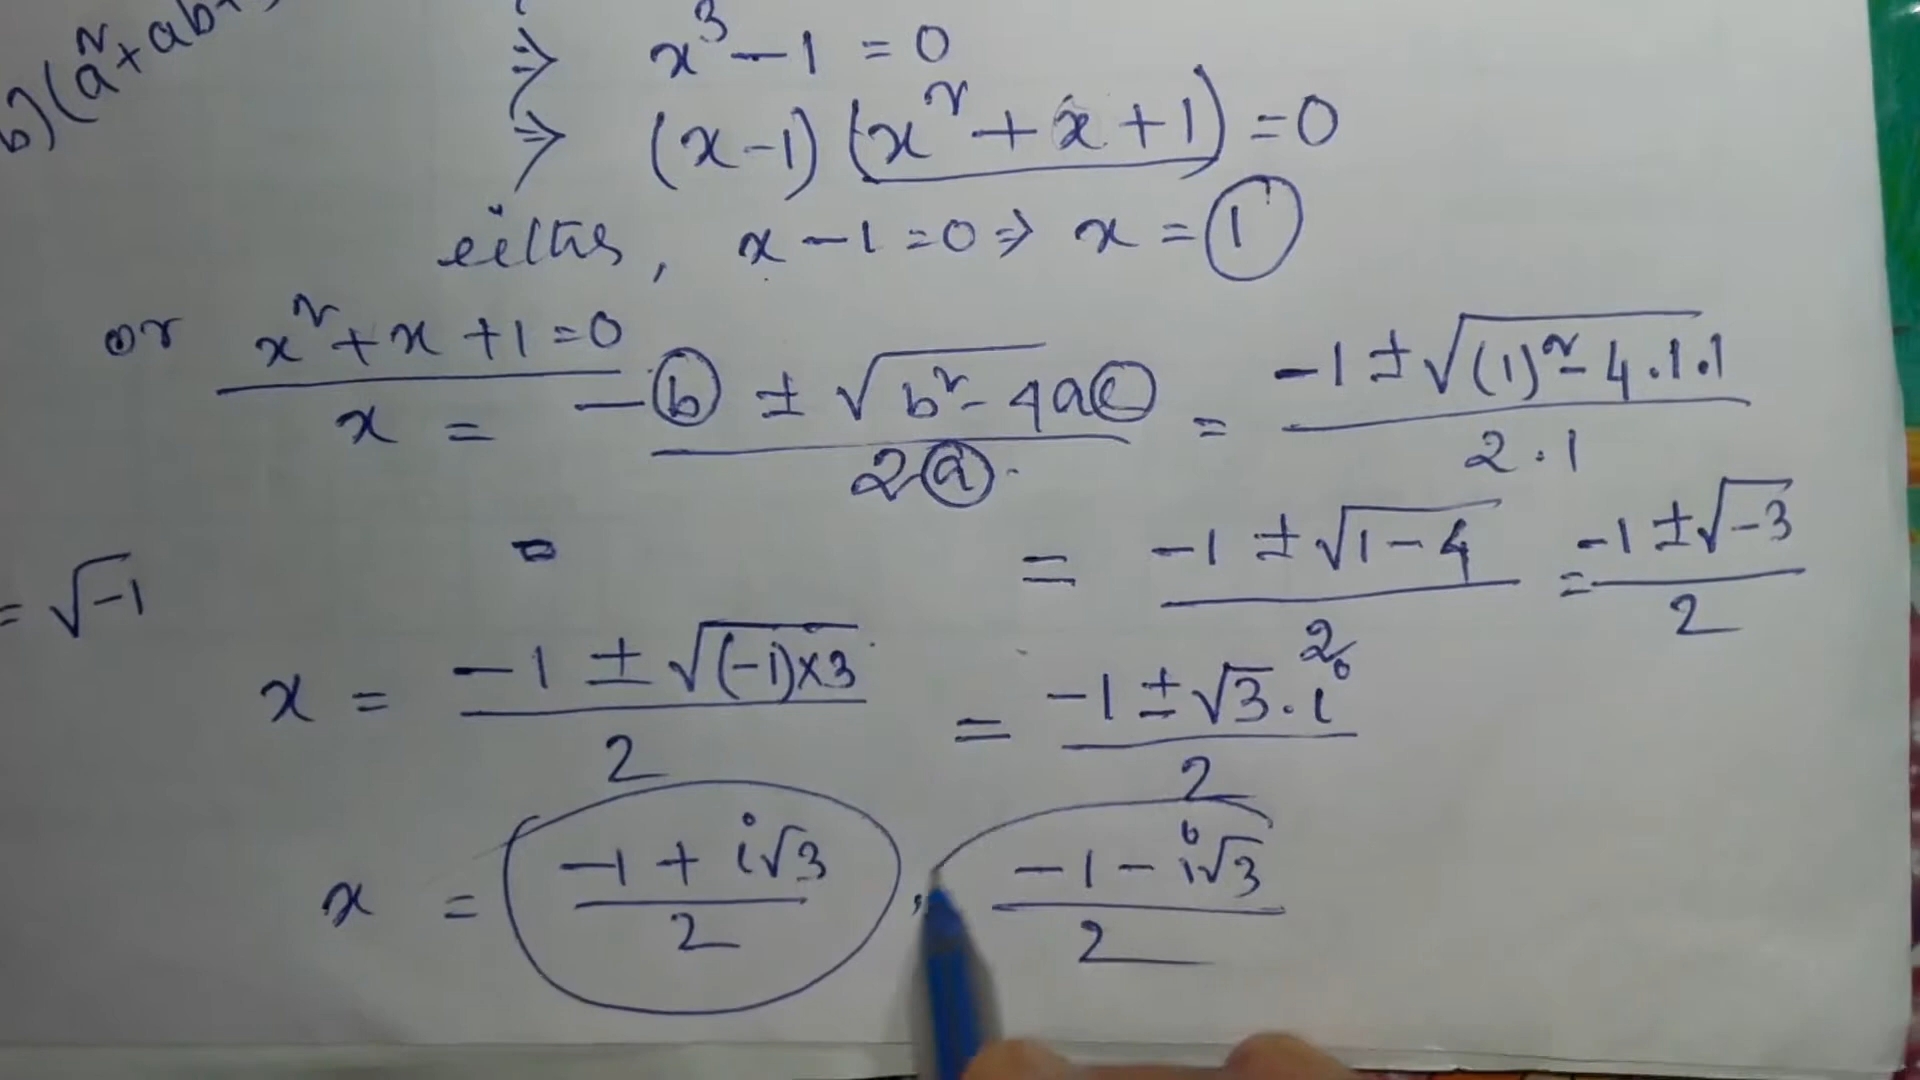 b)(a²+ab+
⇒ x³-1 = 0
⇒ (x-1) (x²+x+1) = 0
either, x-1=0 ⇒ x = 1
or x²+x+1=0
x = (-b ± √(b²-4ac))/(2a) = (-1 ± √((1)²-4.1.1))/(2.1)
= √-1
= (-1 ± √(1-4))/2 = (-1 ± √-3)/2
x = (-1 ± √((-1)×3))/2 = (-1 ± √3.i)/2
x = (-1 + i√3)/2, (-1 - i√3)/2